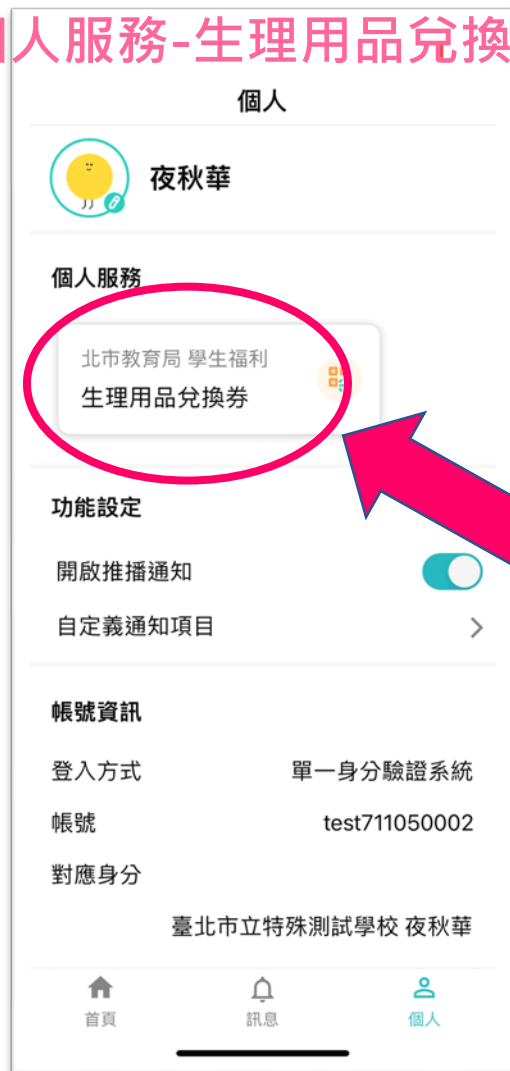 人服務-生理用品兌換
個人
夜秋華
個人服務
北市教育局 學生福利
生理用品兌換券
功能設定
開啟推播通知
自定義通知項目
帳號資訊
登入方式 單一身分驗證系統
帳號 test711050002
對應身分
臺北市立特殊測試學校 夜秋華
首頁 訊息 個人